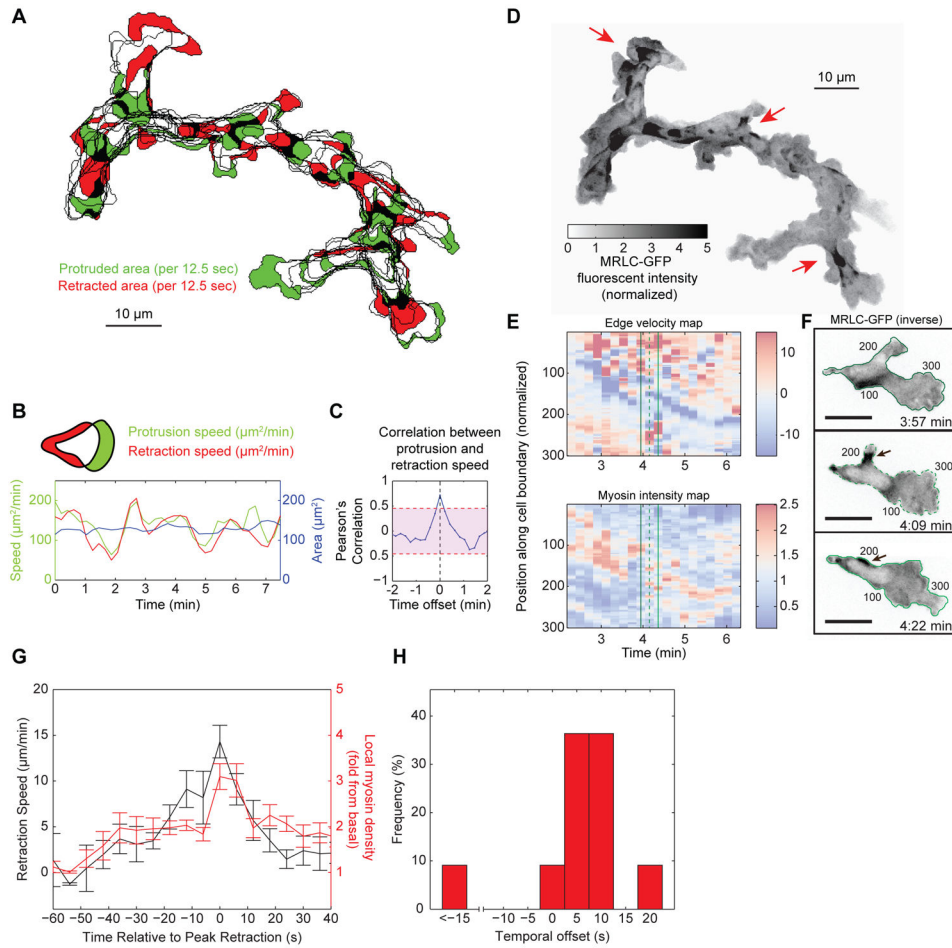 A
Protruded area (per 12.5 sec)
Retracted area (per 12.5 sec)
10 µm
D
10 µm
0 1 2 3 4 5
MRLC-GFP
fluorescent intensity
(normalized)
B
Protrusion speed (µm²/min)
Retraction speed (µm²/min)
Speed (µm²/min)
200
100
0
Area (µm²)
200
100
0
0 1 2 3 4 5 6 7
Time (min)
C
Correlation between
protrusion and
retraction speed
Pearson's
Correlation
1
0.5
0
0.5
−1
−2 −1 0 1 2
Time offset (min)
E
Edge velocity map
Position along cell boundary (normalized)
100
200
300
3 4 5 6
10
0
-10
Myosin intensity map
100
200
300
3 4 5 6
Time (min)
2.5
2.0
1.5
1
0.5
F
MRLC-GFP (inverse)
200
300
100
3:57 min
200
300
100
4:09 min
200
300
100
4:22 min
G
Retraction Speed (µm/min)
20
15
10
5
0
Local myosin density
(fold from basal)
5
4
3
2
1
−60 −50 −40 −30 −20 −10 0 10 20 30 40
Time Relative to Peak Retraction (s)
H
Frequency (%)
40
30
20
10
0
<−15 −10 −5 0 5 10 15 20
Temporal offset (s)